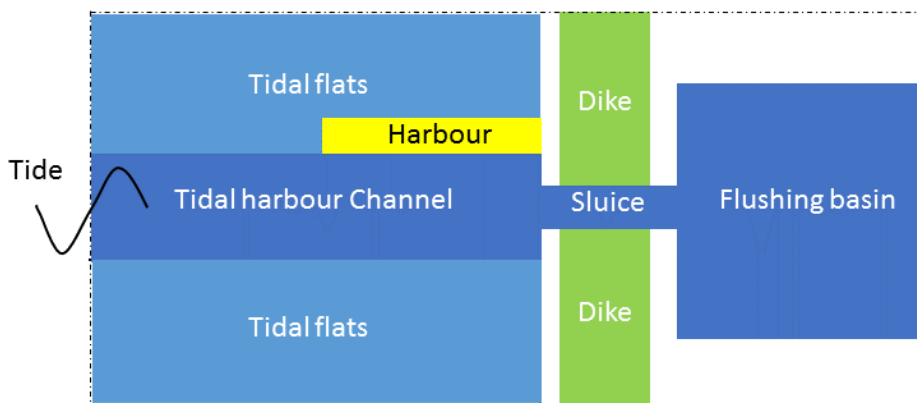 Tidal flats
Dike
Harbour
Tide
Tidal harbour Channel
Sluice
Flushing basin
Tidal flats
Dike